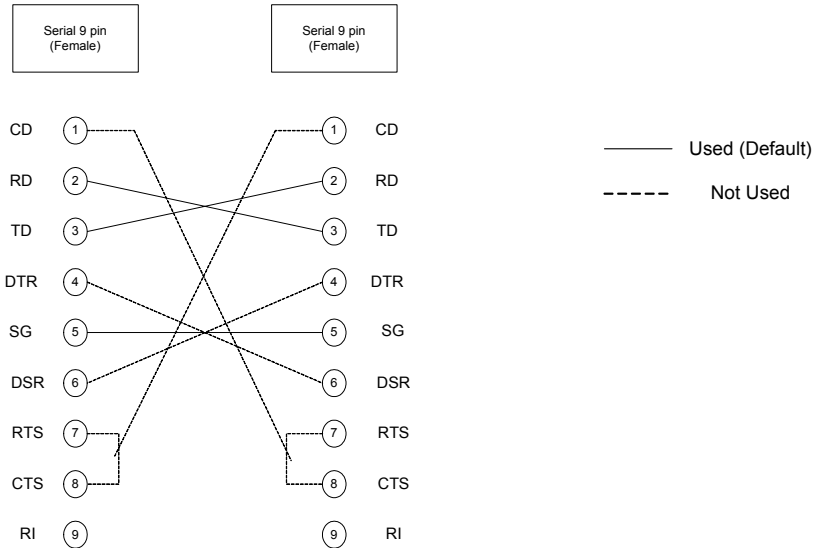 Serial 9 pin
(Female)
Serial 9 pin
(Female)
CD 1 1 CD
RD 2 2 RD
TD 3 3 TD
DTR 4 4 DTR
SG 5 5 SG
DSR 6 6 DSR
RTS 7 7 RTS
CTS 8 8 CTS
RI 9 9 RI
Used (Default)
Not Used